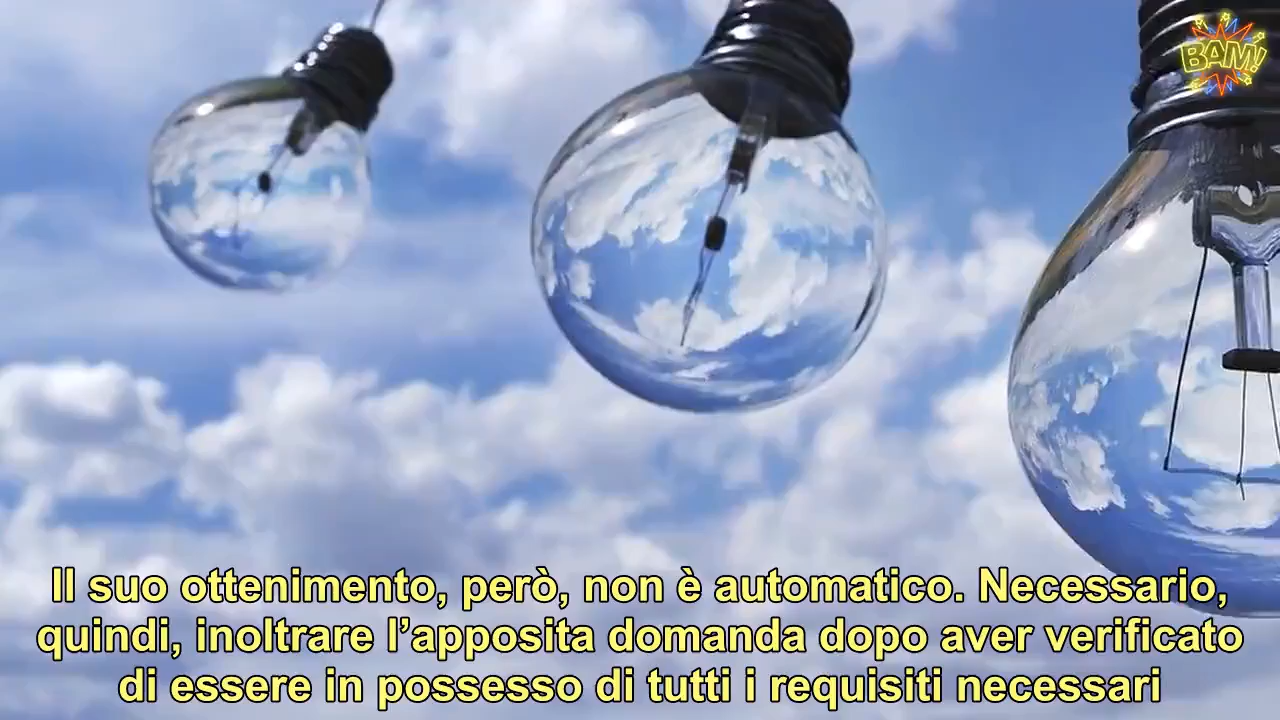 BAM!
Il suo ottenimento, però, non è automatico. Necessario,
quindi, inoltrare l’apposita domanda dopo aver verificato
di essere in possesso di tutti i requisiti necessari